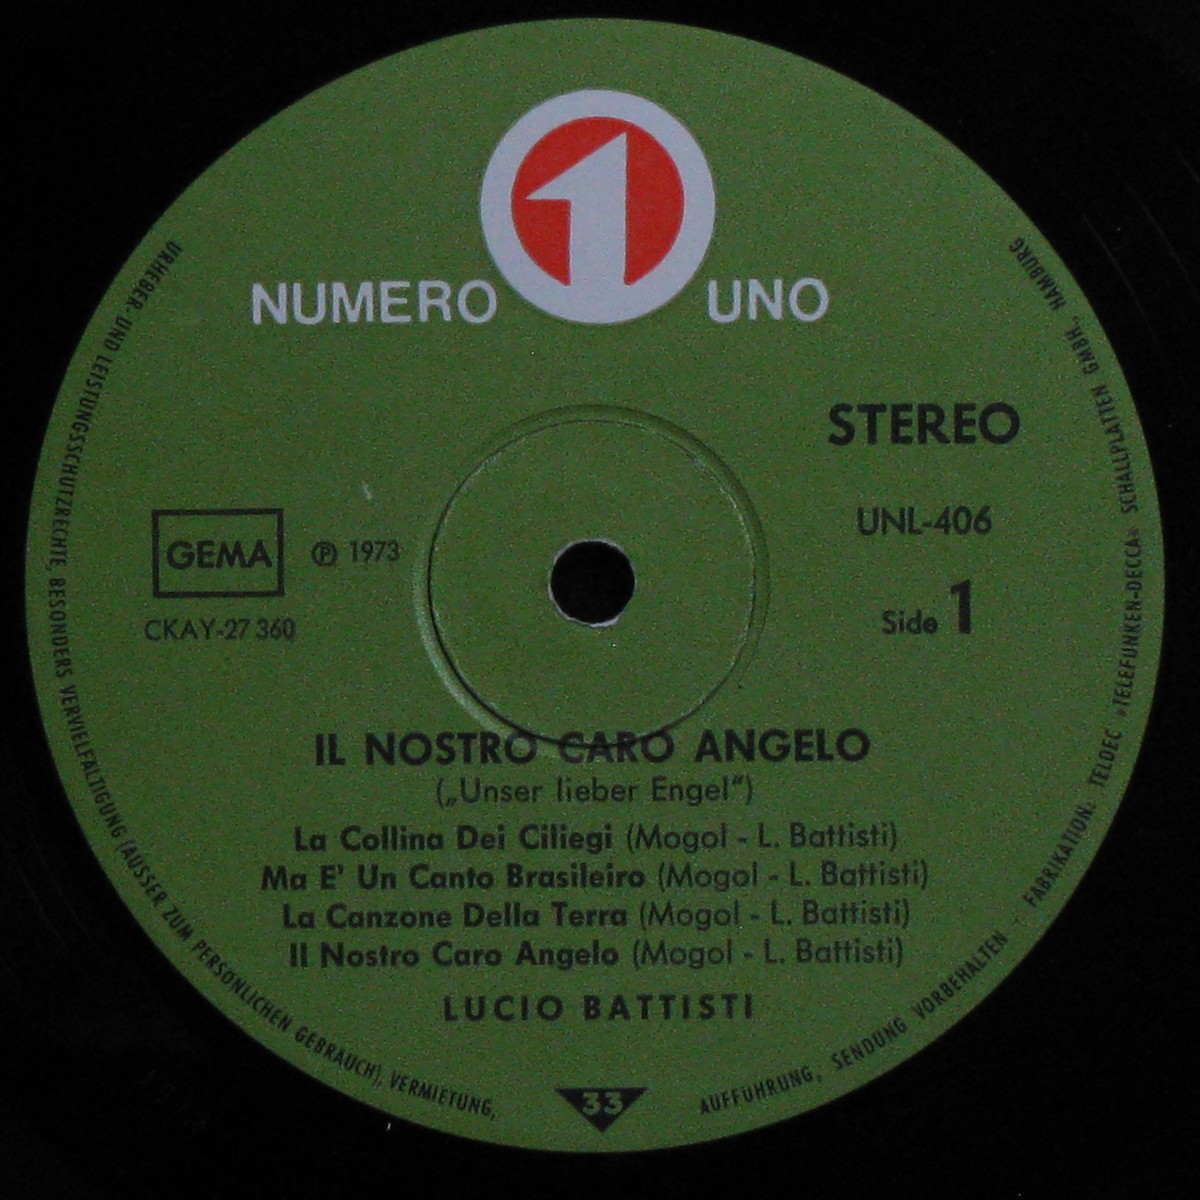 1
NUMERO UNO
STEREO
UNL-406
Side 1
GEMA ℗ 1973
CKAY-27 360
IL NOSTRO CARO ANGELO
(„Unser lieber Engel“)
La Collina Dei Ciliegi (Mogol - L. Battisti)
Ma E' Un Canto Brasileiro (Mogol - L. Battisti)
La Canzone Della Terra (Mogol - L. Battisti)
Il Nostro Caro Angelo (Mogol - L. Battisti)
LUCIO BATTISTI
33
URHEBER- UND LEISTUNGSSCHUTZRECHTE, BESONDERS VERVIELFÄLTIGUNG (AUSSER ZUM PERSÖNLICHEN GEBRAUCH), VERMIETUNG, AUFFÜHRUNG, SENDUNG VORBEHALTEN · FABRIKATION: TELDEC »TELEFUNKEN-DECCA« SCHALLPLATTEN GMBH., HAMBURG